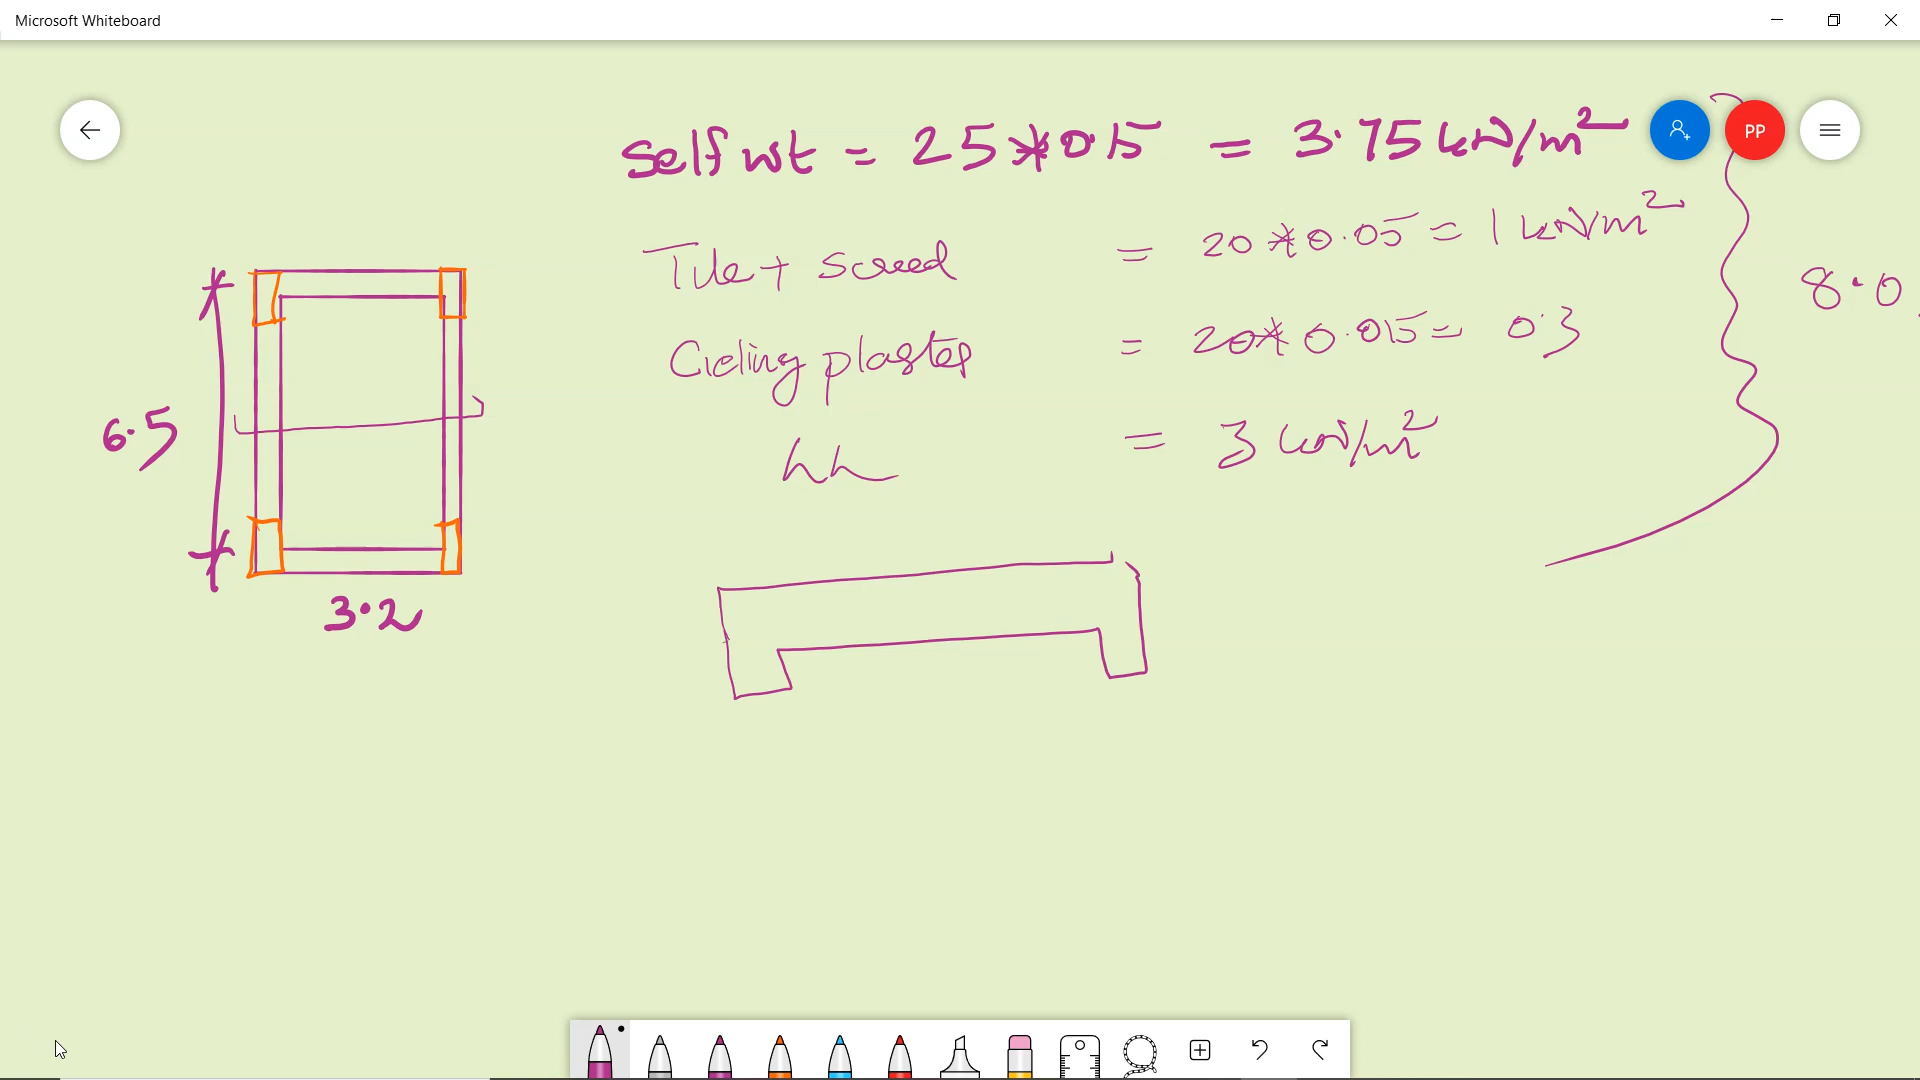 Microsoft Whiteboard
self wt = 25*0.15 = 3.75 kN/m²
PP
Tile + Screed = 20*0.05 = 1 kN/m²
8.0
Cieling plaster = 20*0.015 = 0.3
= 3 kN/m²
6.5
3.2